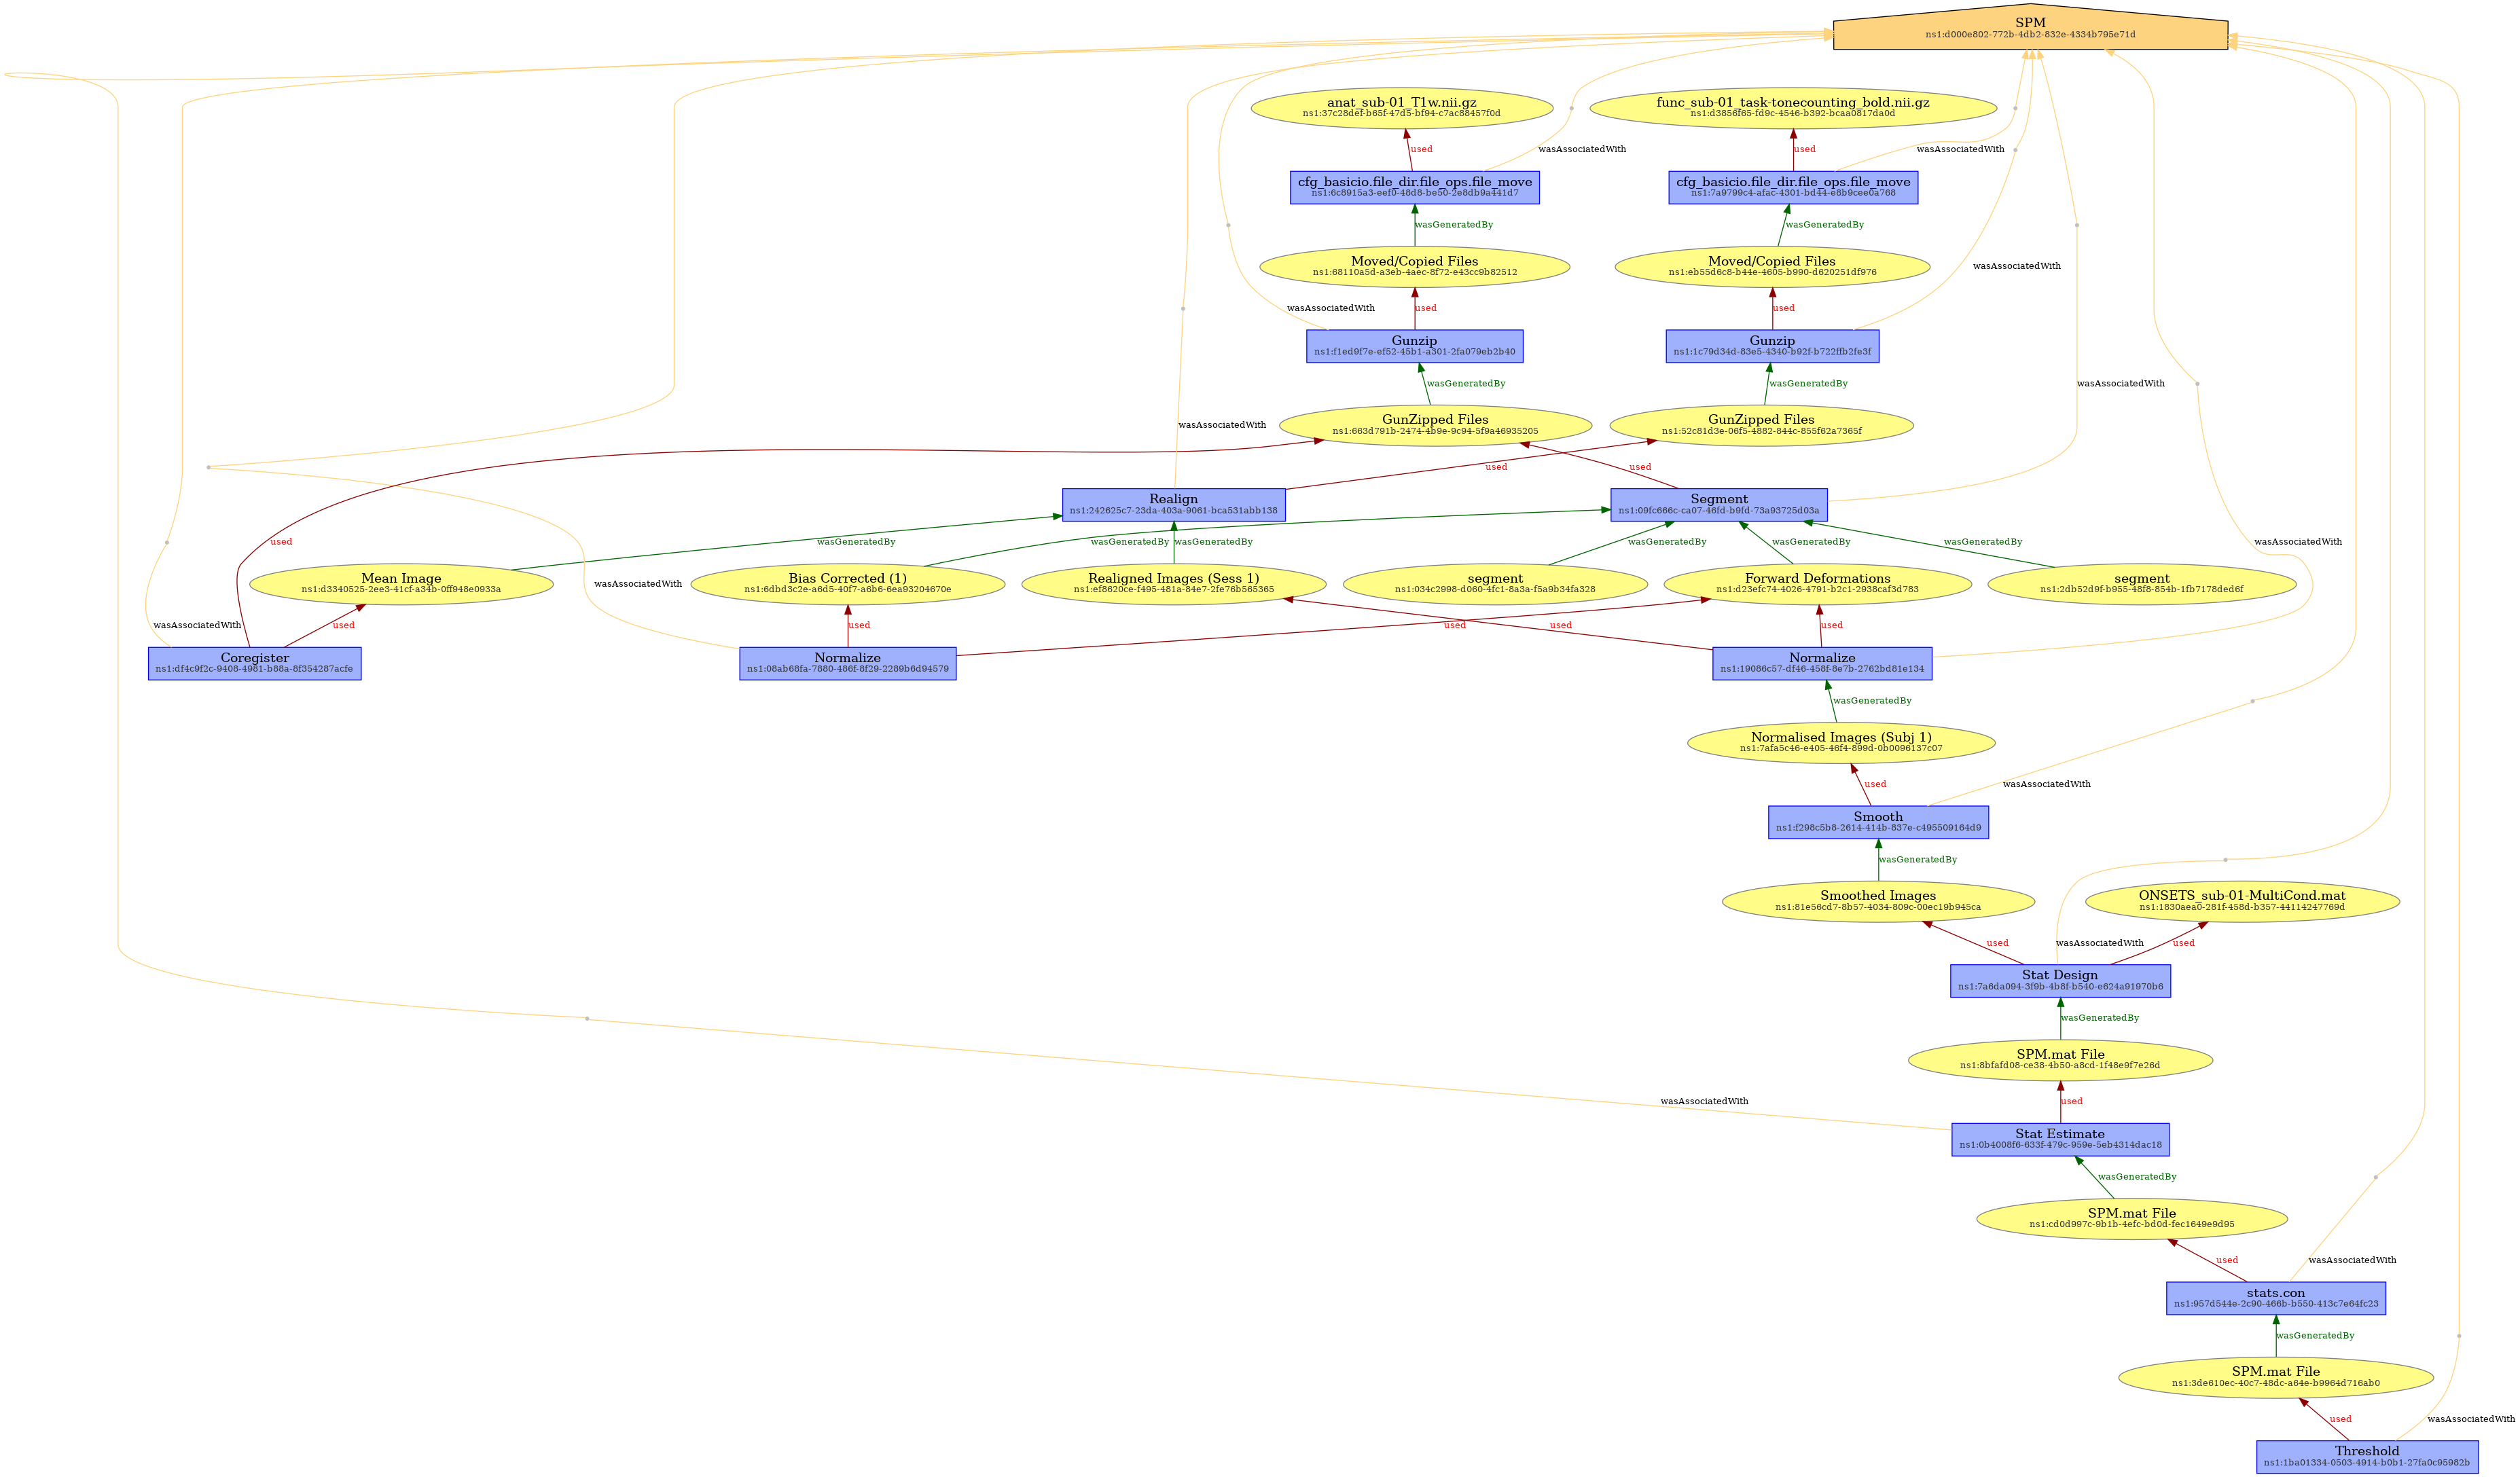 SPM
ns1:d000e802-772b-4db2-832e-4334b795e71d
anat_sub-01_T1w.nii.gz
ns1:37c28def-b65f-47d5-bf94-c7ac88457f0d
func_sub-01_task-tonecounting_bold.nii.gz
ns1:d3856f65-fd9c-4546-b392-bcaa0817da0d
used
wasAssociatedWith
used
wasAssociatedWith
cfg_basicio.file_dir.file_ops.file_move
ns1:6c8915a3-eef0-48d8-be50-2e8db9a441d7
cfg_basicio.file_dir.file_ops.file_move
ns1:7a9799c4-afac-4301-bd44-e8b9cee0a768
wasGeneratedBy
wasGeneratedBy
Moved/Copied Files
ns1:68110a5d-a3eb-4aec-8f72-e43cc9b82512
Moved/Copied Files
ns1:eb55d6c8-b44e-4605-b990-d620251df976
wasAssociatedWith
wasAssociatedWith
used
used
Gunzip
ns1:f1ed9f7e-ef52-45b1-a301-2fa079eb2b40
Gunzip
ns1:1c79d34d-83e5-4340-b92f-b722ffb2fe3f
wasGeneratedBy
wasGeneratedBy
wasAssociatedWith
GunZipped Files
ns1:663d791b-2474-4b9e-9c94-5f9a46935205
GunZipped Files
ns1:52c81d3e-06f5-4882-844c-855f62a7365f
wasAssociatedWith
used
used
Realign
ns1:242625c7-23da-403a-9061-bca531abb138
Segment
ns1:09fc666c-ca07-46fd-b9fd-73a93725d03a
used
wasGeneratedBy
wasGeneratedBy
wasGeneratedBy
wasGeneratedBy
wasGeneratedBy
wasGeneratedBy
wasAssociatedWith
Mean Image
ns1:d3340525-2ee3-41cf-a34b-0ff948e0933a
wasAssociatedWith
Bias Corrected (1)
ns1:6dbd3c2e-a6d5-40f7-a6b6-6ea93204670e
Realigned Images (Sess 1)
ns1:ef8620ce-f495-481a-84e7-2fe76b565365
segment
ns1:034c2998-d060-4fc1-8a3a-f5a9b34fa328
Forward Deformations
ns1:d23efc74-4026-4791-b2c1-2938caf3d783
segment
ns1:2db52d9f-b955-48f8-854b-1fb7178ded6f
wasAssociatedWith
used
used
used
used
used
Coregister
ns1:df4c9f2c-9408-4981-b88a-8f354287acfe
Normalize
ns1:08ab68fa-7880-486f-8f29-2289b6d94579
Normalize
ns1:19086c57-df46-458f-8e7b-2762bd81e134
wasGeneratedBy
Normalised Images (Subj 1)
ns1:7afa5c46-e405-46f4-899d-0b0096137c07
used
wasAssociatedWith
Smooth
ns1:f298c5b8-2614-414b-837e-c495509164d9
wasGeneratedBy
Smoothed Images
ns1:81e56cd7-8b57-4034-809c-00ec19b945ca
ONSETS_sub-01-MultiCond.mat
ns1:1830aea0-281f-458d-b357-44114247769d
used
wasAssociatedWith
used
Stat Design
ns1:7a6da094-3f9b-4b8f-b540-e624a91970b6
wasGeneratedBy
SPM.mat File
ns1:8bfafd08-ce38-4b50-a8cd-1f48e9f7e26d
wasAssociatedWith
used
Stat Estimate
ns1:0b4008f6-633f-479c-959e-5eb4314dac18
wasGeneratedBy
SPM.mat File
ns1:cd0d997c-9b1b-4efc-bd0d-fec1649e9d95
used
wasAssociatedWith
stats.con
ns1:957d544e-2c90-466b-b550-413c7e64fc23
wasGeneratedBy
SPM.mat File
ns1:3de610ec-40c7-48dc-a64e-b9964d716ab0
used
wasAssociatedWith
Threshold
ns1:1ba01334-0503-4914-b0b1-27fa0c95982b